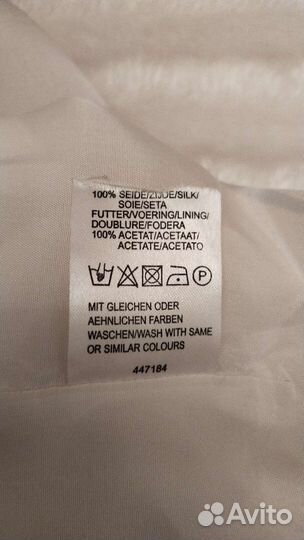 100% SEIDE/ZIJDE/SILK/
SOIE/SETA
FUTTER/VOERING/LINING/
DOUBLURE/FODERA
100% ACETAT/ACETAAT/
ACETATE/ACETATO
P
MIT GLEICHEN ODER
AEHNLICHEN FARBEN
WASCHEN/WASH WITH SAME
OR SIMILAR COLOURS
447184
Avito